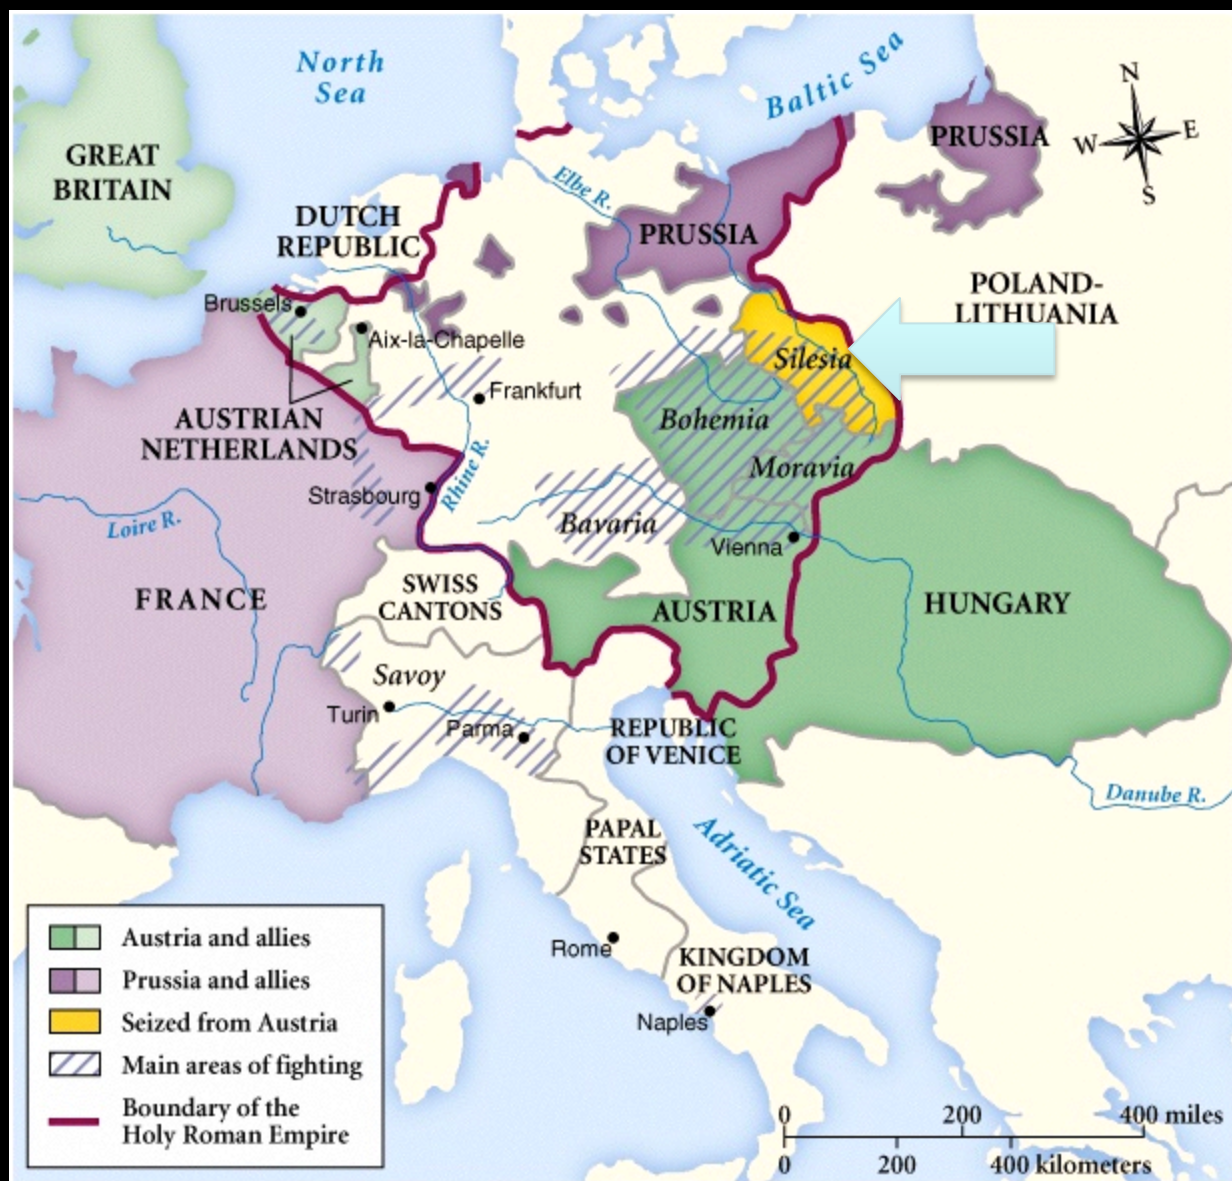 North
Sea
Baltic Sea
N
W
E
S
GREAT
BRITAIN
PRUSSIA
Elbe R.
DUTCH
REPUBLIC
PRUSSIA
POLAND-
LITHUANIA
Brussels
Aix-la-Chapelle
Silesia
Frankfurt
AUSTRIAN
NETHERLANDS
Bohemia
Moravia
Rhine R.
Strasbourg
Loire R.
Bavaria
Vienna
FRANCE
SWISS
CANTONS
AUSTRIA
HUNGARY
Savoy
Turin
Parma
REPUBLIC
OF VENICE
Danube R.
PAPAL
STATES
Adriatic Sea
Rome
KINGDOM
OF NAPLES
Naples
Austria and allies
Prussia and allies
Seized from Austria
Main areas of fighting
Boundary of the
Holy Roman Empire
0 200 400 miles
0 200 400 kilometers